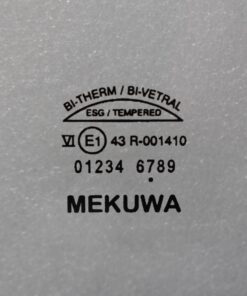 BI-THERM / BI-VETRAL
ESG / TEMPERED
VI E1 43 R-001410
01234 6789
MEKUWA